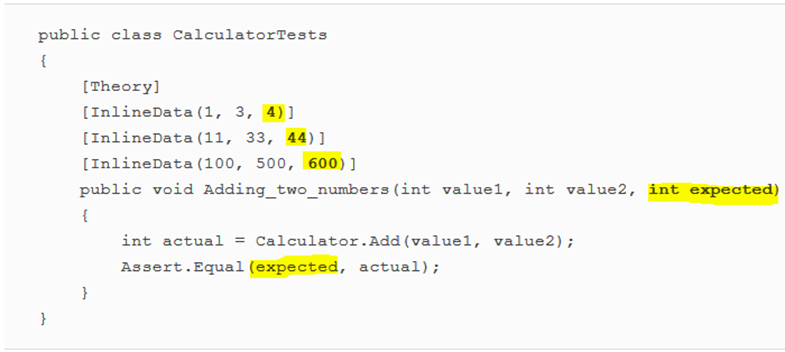 public class CalculatorTests
{
[Theory]
[InlineData(1, 3, 4)]
[InlineData(11, 33, 44)]
[InlineData(100, 500, 600)]
public void Adding_two_numbers(int value1, int value2, int expected)
{
int actual = Calculator.Add(value1, value2);
Assert.Equal(expected, actual);
}
}